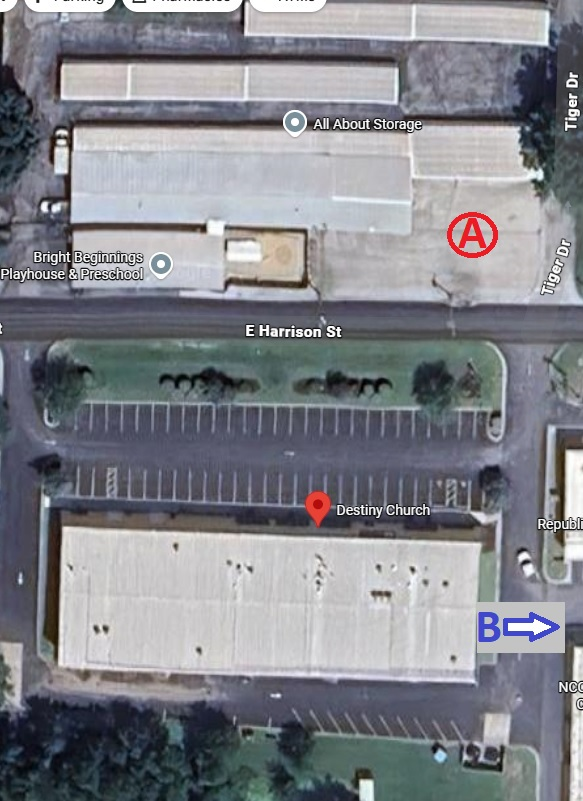 Parking
Pharmacies
Tiger Dr
All About Storage
A
Bright Beginnings
Playhouse & Preschool
Tiger Dr
E Harrison St
t
Destiny Church
Republi
B
NCC
C